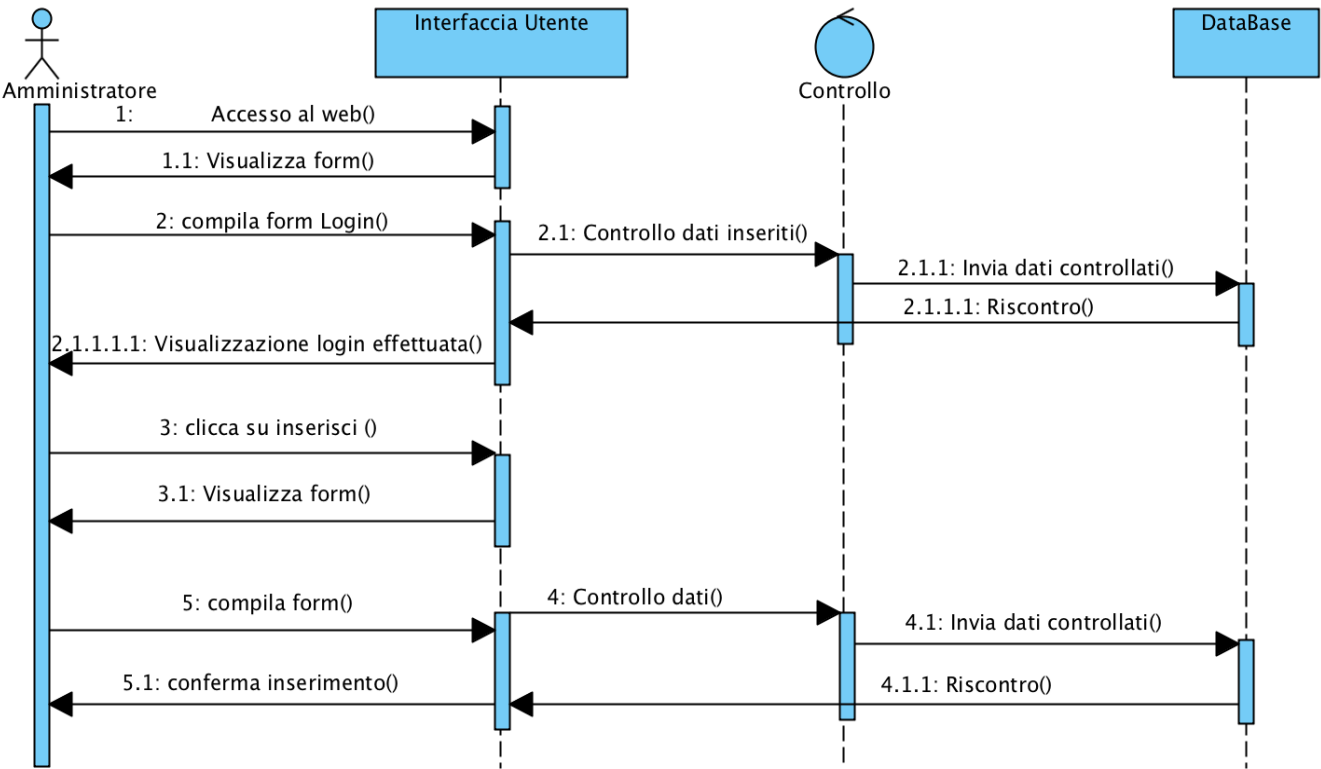 Interfaccia Utente
DataBase
Amministratore
Controllo
1: Accesso al web()
1.1: Visualizza form()
2: compila form Login()
2.1: Controllo dati inseriti()
2.1.1: Invia dati controllati()
2.1.1.1: Riscontro()
2.1.1.1.1: Visualizzazione login effettuata()
3: clicca su inserisci ()
3.1: Visualizza form()
5: compila form()
4: Controllo dati()
4.1: Invia dati controllati()
5.1: conferma inserimento()
4.1.1: Riscontro()